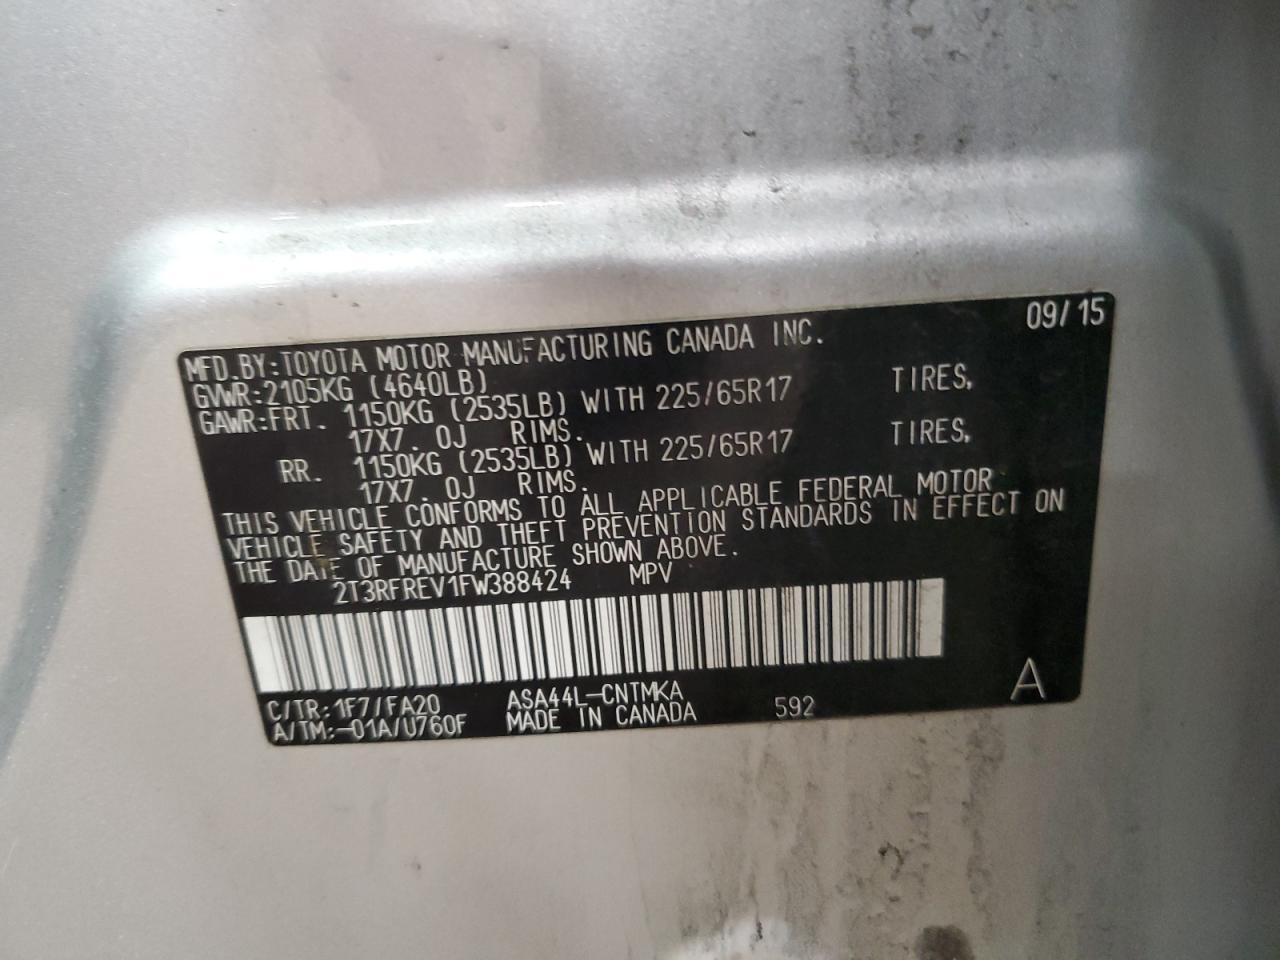 09/15
MFD.BY:TOYOTA MOTOR MANUFACTURING CANADA INC.
GVWR:2105KG (4640LB)
GAWR:FRT. 1150KG (2535LB) WITH 225/65R17 TIRES,
17X7.0J RIMS.
RR. 1150KG (2535LB) WITH 225/65R17 TIRES,
17X7.0J RIMS.
THIS VEHICLE CONFORMS TO ALL APPLICABLE FEDERAL MOTOR
VEHICLE SAFETY AND THEFT PREVENTION STANDARDS IN EFFECT ON
THE DATE OF MANUFACTURE SHOWN ABOVE.
2T3RFREV1FW388424 MPV
C/TR:1F7/FA20 ASA44L-CNTMKA
A/TM:-01A/U760F MADE IN CANADA 592 A